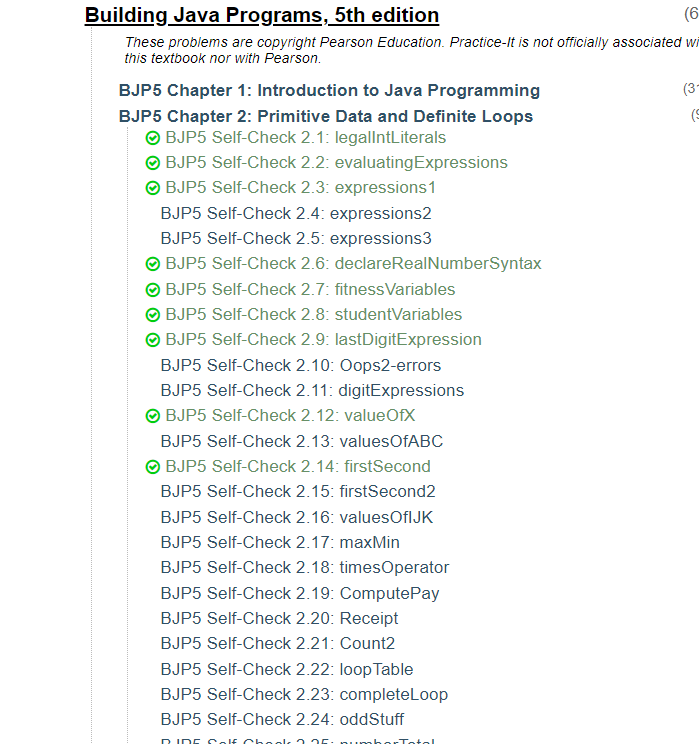 Building Java Programs, 5th edition (6
These problems are copyright Pearson Education. Practice-It is not officially associated wi
this textbook nor with Pearson.
BJP5 Chapter 1: Introduction to Java Programming (31
BJP5 Chapter 2: Primitive Data and Definite Loops (9
BJP5 Self-Check 2.1: legalIntLiterals
BJP5 Self-Check 2.2: evaluatingExpressions
BJP5 Self-Check 2.3: expressions1
BJP5 Self-Check 2.4: expressions2
BJP5 Self-Check 2.5: expressions3
BJP5 Self-Check 2.6: declareRealNumberSyntax
BJP5 Self-Check 2.7: fitnessVariables
BJP5 Self-Check 2.8: studentVariables
BJP5 Self-Check 2.9: lastDigitExpression
BJP5 Self-Check 2.10: Oops2-errors
BJP5 Self-Check 2.11: digitExpressions
BJP5 Self-Check 2.12: valueOfX
BJP5 Self-Check 2.13: valuesOfABC
BJP5 Self-Check 2.14: firstSecond
BJP5 Self-Check 2.15: firstSecond2
BJP5 Self-Check 2.16: valuesOfIJK
BJP5 Self-Check 2.17: maxMin
BJP5 Self-Check 2.18: timesOperator
BJP5 Self-Check 2.19: ComputePay
BJP5 Self-Check 2.20: Receipt
BJP5 Self-Check 2.21: Count2
BJP5 Self-Check 2.22: loopTable
BJP5 Self-Check 2.23: completeLoop
BJP5 Self-Check 2.24: oddStuff
BJP5 Self-Check 2.25: numberTotal